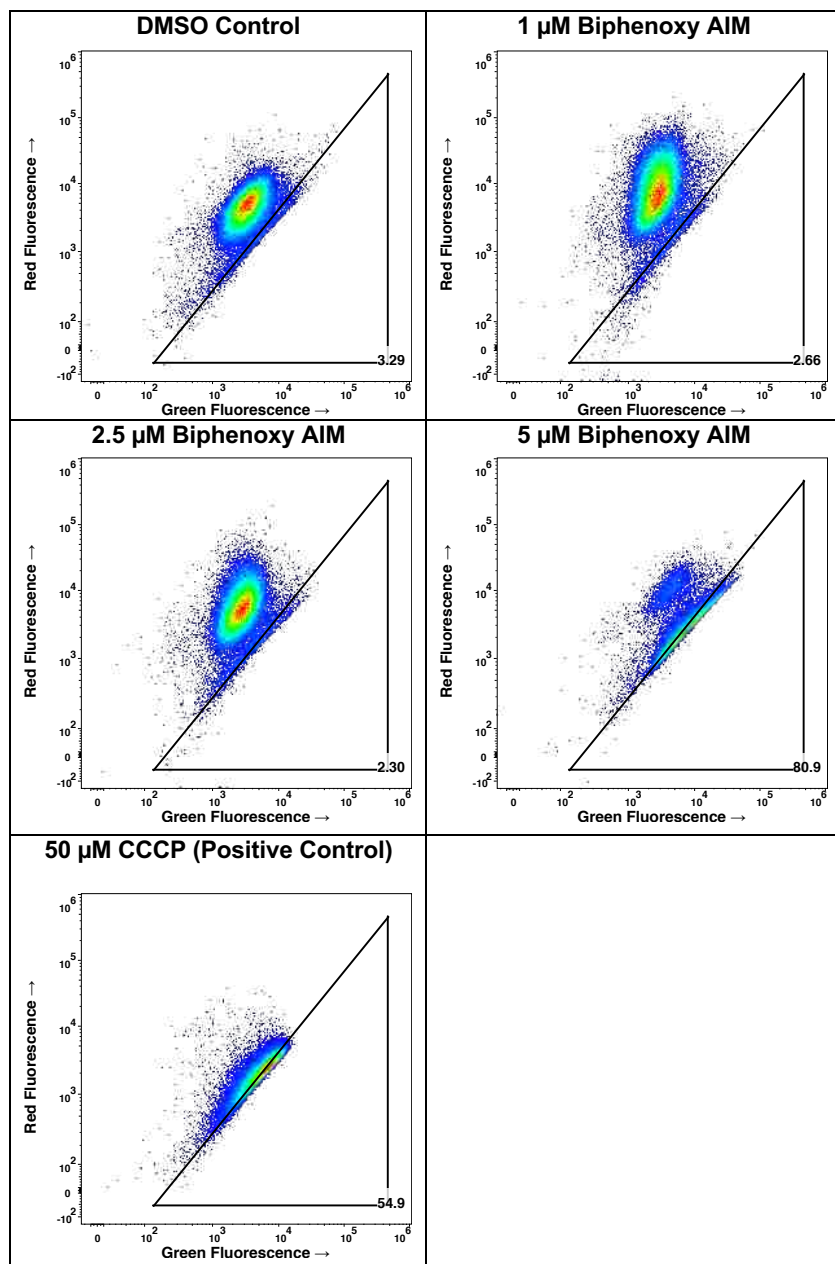 DMSO Control
10^6
10^5
10^4
10^3
10^2
0
-10^2
Red Fluorescence →
3.29
0 10^2 10^3 10^4 10^5 10^6
Green Fluorescence →
1 µM Biphenoxy AIM
10^6
10^5
10^4
10^3
10^2
0
-10^2
Red Fluorescence →
2.66
0 10^2 10^3 10^4 10^5 10^6
Green Fluorescence →
2.5 µM Biphenoxy AIM
10^6
10^5
10^4
10^3
10^2
0
-10^2
Red Fluorescence →
2.30
0 10^2 10^3 10^4 10^5 10^6
Green Fluorescence →
5 µM Biphenoxy AIM
10^6
10^5
10^4
10^3
10^2
0
-10^2
Red Fluorescence →
80.9
0 10^2 10^3 10^4 10^5 10^6
Green Fluorescence →
50 µM CCCP (Positive Control)
10^6
10^5
10^4
10^3
10^2
0
-10^2
Red Fluorescence →
54.9
0 10^2 10^3 10^4 10^5 10^6
Green Fluorescence →